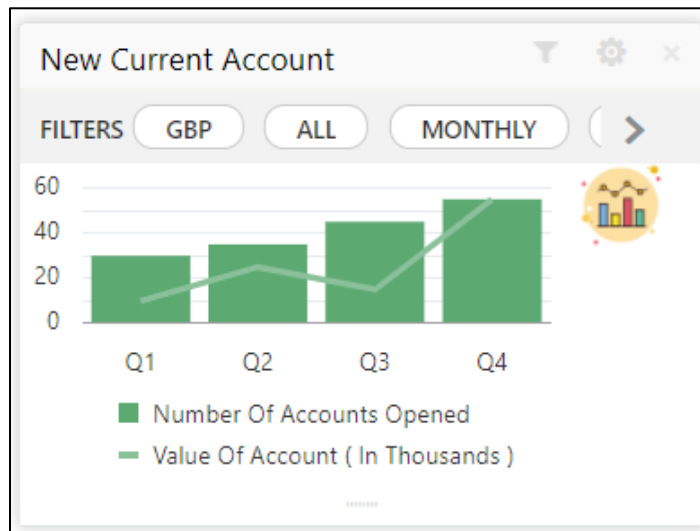 New Current Account
FILTERS GBP ALL MONTHLY
60
40
20
0
Q1 Q2 Q3 Q4
Number Of Accounts Opened
Value Of Account ( In Thousands )